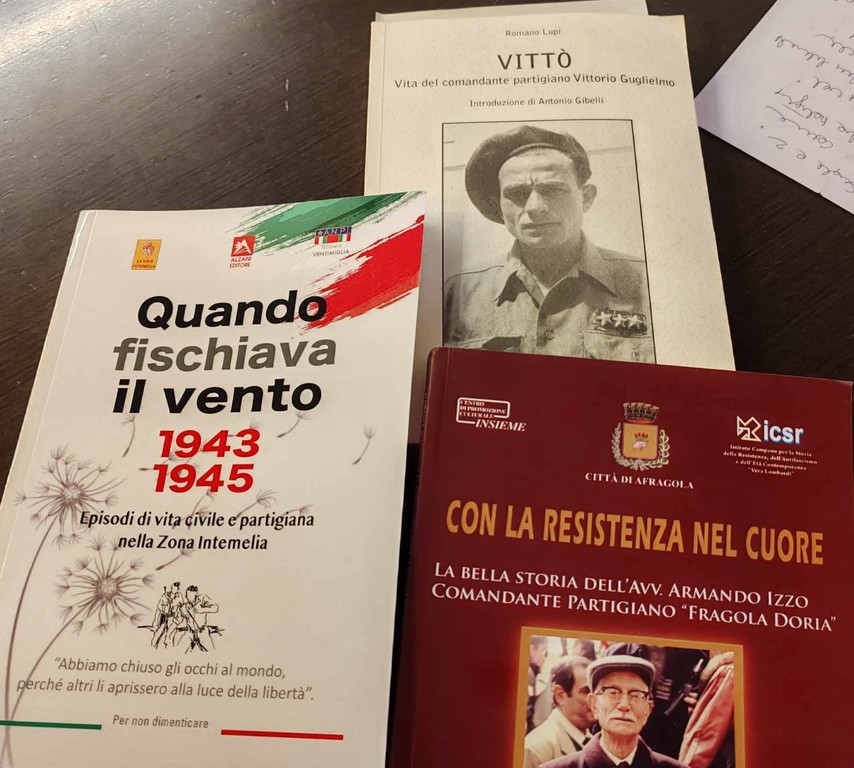 Romano Lupi
VITTÒ
Vita del comandante partigiano Vittorio Guglielmo
Introduzione di Antonio Gibelli
LA VOCE
INTEMELIA
ALZANI
EDITORE
A.N.P.I
SEZIONE DI
VENTIMIGLIA
Quando
fischiava
il vento
1943
1945
Episodi di vita civile e partigiana
nella Zona Intemelia
“Abbiamo chiuso gli occhi al mondo,
perché altri li aprissero alla luce della libertà”.
Per non dimenticare
CENTRO
DI PROMOZIONE
CULTURALE
INSIEME
CITTÀ DI AFRAGOLA
icsr
Istituto Campano per la Storia
della Resistenza, dell'Antifascismo
e dell'Età Contemporanea
"Vera Lombardi"
CON LA RESISTENZA NEL CUORE
LA BELLA STORIA DELL'AVV. ARMANDO IZZO
COMANDANTE PARTIGIANO “FRAGOLA DORIA”